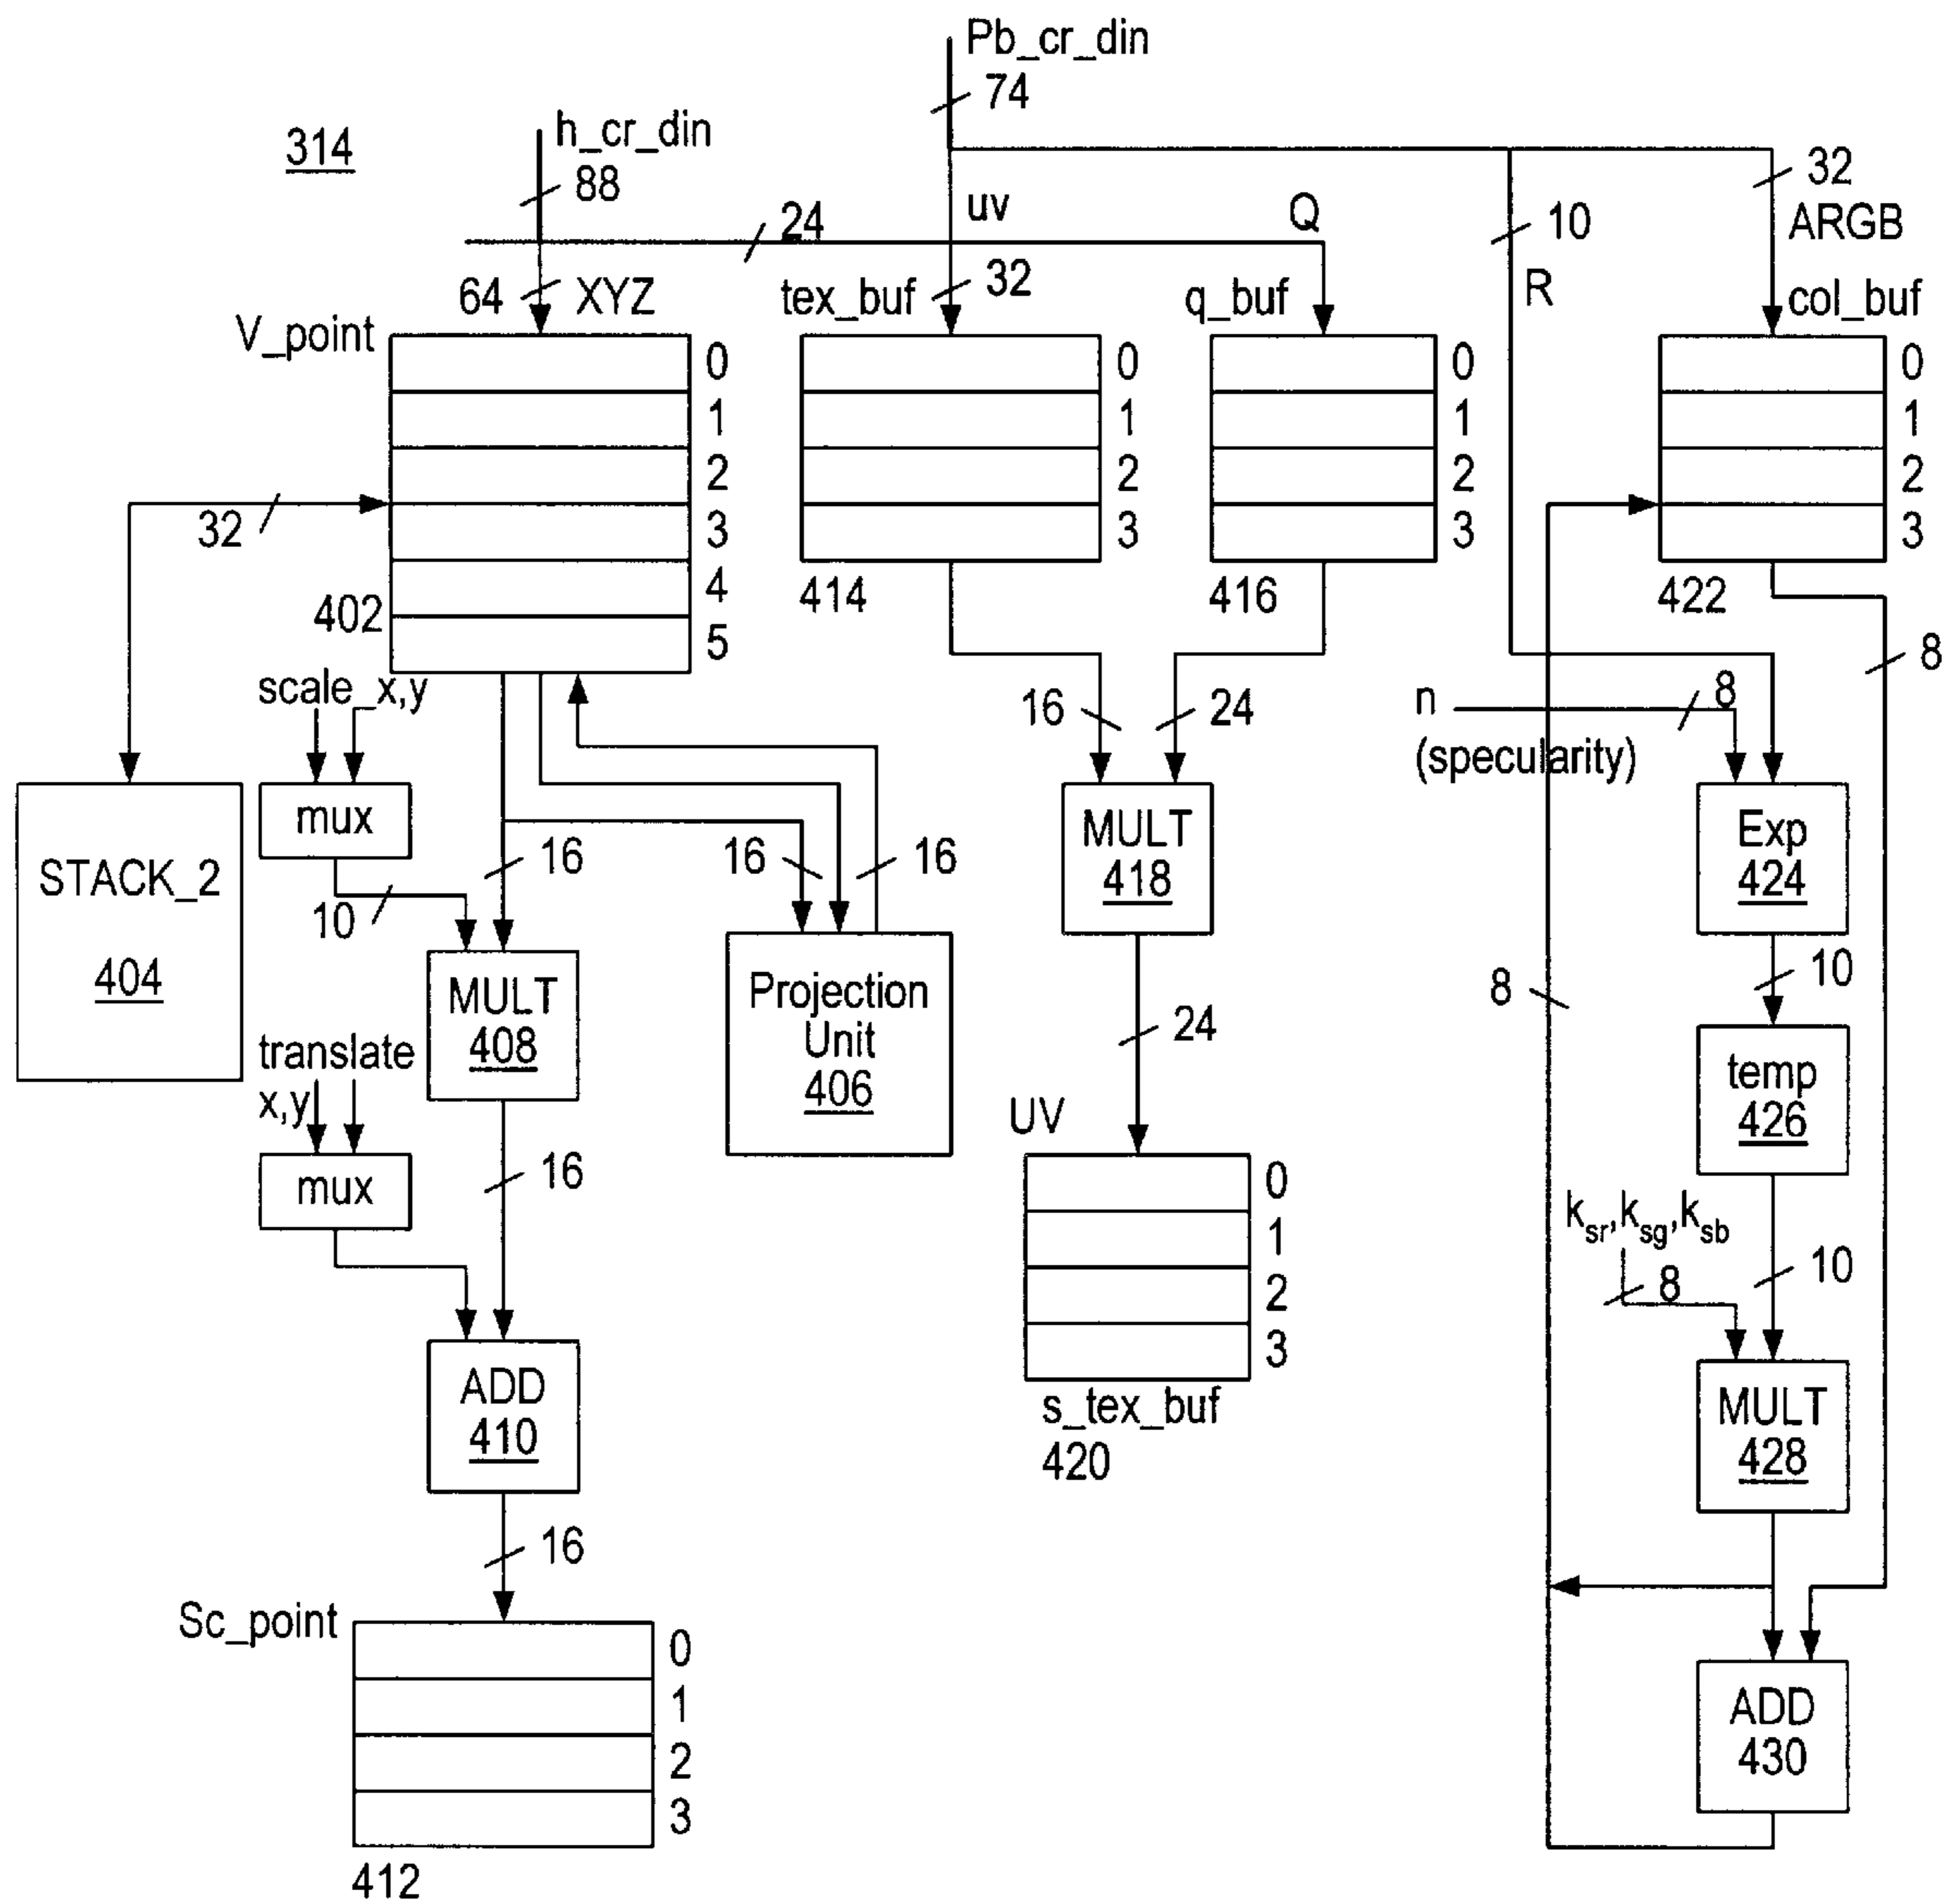 Pb_cr_din
74
314
h_cr_din
88
24
uv
Q
10
R
32
ARGB
64
XYZ
tex_buf
32
q_buf
col_buf
V_point
0
1
2
3
4
5
402
0
1
2
3
414
0
1
2
3
416
0
1
2
3
422
32
scale_x,y
mux
10
16
16
16
STACK_2
404
MULT
408
Projection
Unit
406
translate
x,y
mux
16
ADD
410
16
Sc_point
0
1
2
3
412
16
24
MULT
418
24
UV
0
1
2
3
s_tex_buf
420
n
8
(specularity)
8
Exp
424
10
8
temp
426
ksr,ksg,ksb
8
10
MULT
428
ADD
430